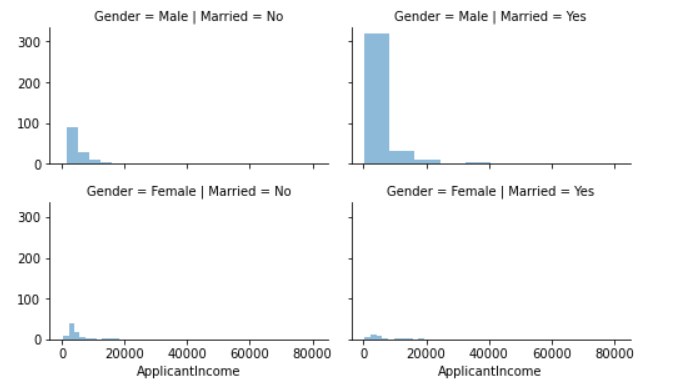 Gender = Male | Married = No
Gender = Male | Married = Yes
300
200
100
0
Gender = Female | Married = No
Gender = Female | Married = Yes
300
200
100
0
0 20000 40000 60000 80000
0 20000 40000 60000 80000
ApplicantIncome
ApplicantIncome